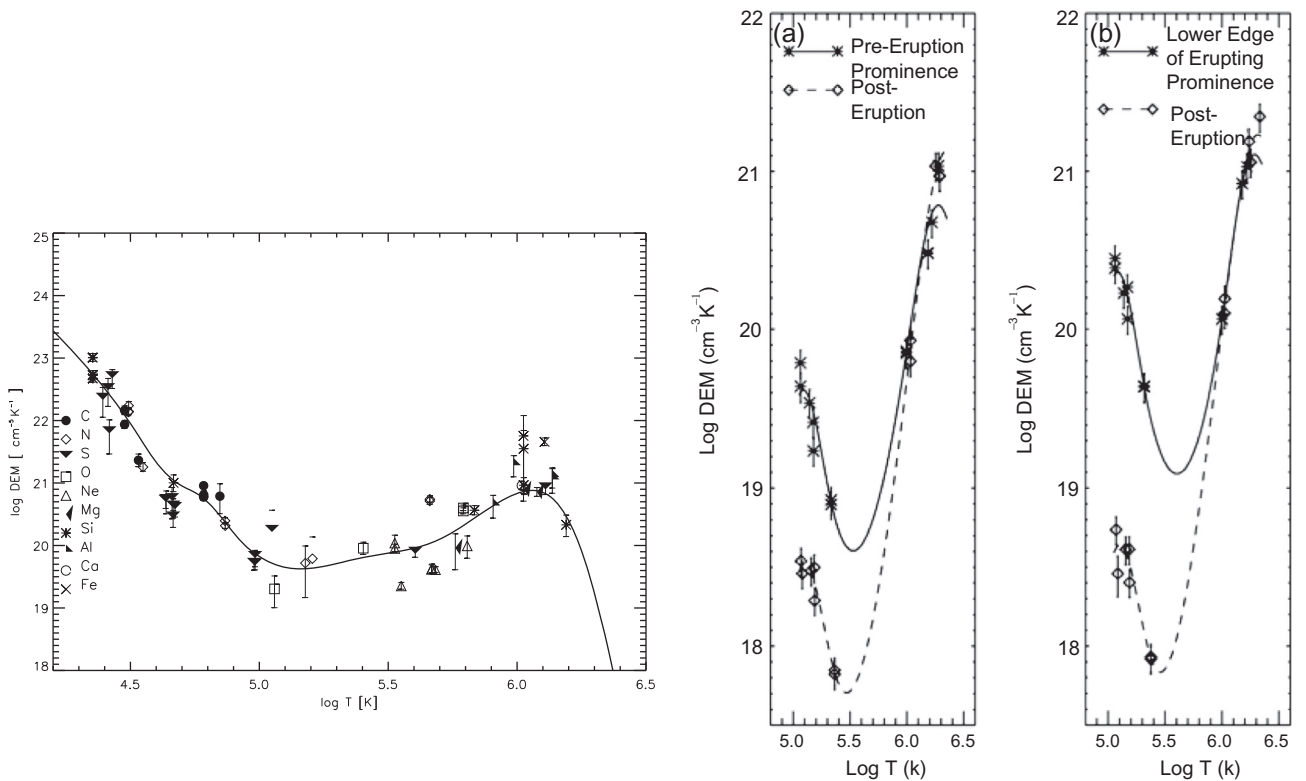 25
24
23
22
21
20
19
18
log DEM [ cm⁻⁵ K⁻¹ ]
C
N
S
O
Ne
Mg
Si
Al
Ca
Fe
4.5
5.0
5.5
6.0
6.5
log T [K]
22
21
20
19
18
Log DEM (cm⁻³K⁻¹)
(a)
Pre-Eruption
Prominence
Post-
Eruption
5.0
5.5
6.0
Log T (k)
22
21
20
19
18
Log DEM (cm⁻³K⁻¹)
(b)
Lower Edge
of Erupting
Prominence
Post-
Eruption
5.0
5.5
6.0
Log T (k)